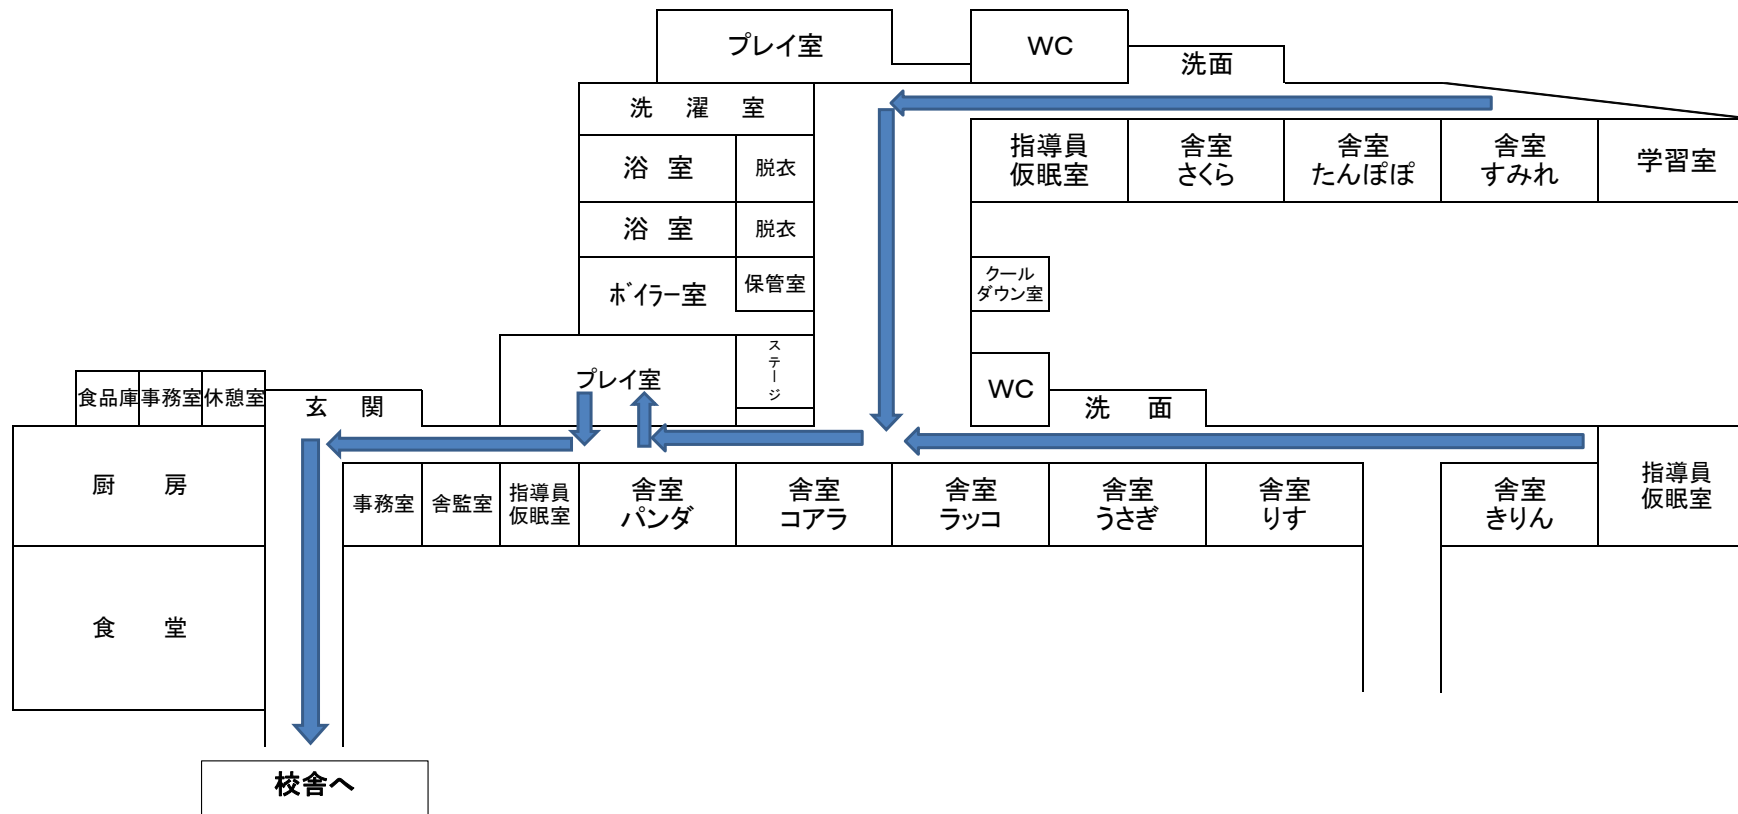 プレイ室
WC
洗面
洗 濯 室
浴 室
脱衣
浴 室
脱衣
ボイラー室
保管室
指導員
仮眠室
舎室
さくら
舎室
たんぽぽ
舎室
すみれ
学習室
クール
ダウン室
プレイ室
ステージ
WC
洗 面
食品庫
事務室
休憩室
玄 関
厨 房
食 堂
事務室
舎監室
指導員
仮眠室
舎室
パンダ
舎室
コアラ
舎室
ラッコ
舎室
うさぎ
舎室
りす
舎室
きりん
指導員
仮眠室
校舎へ